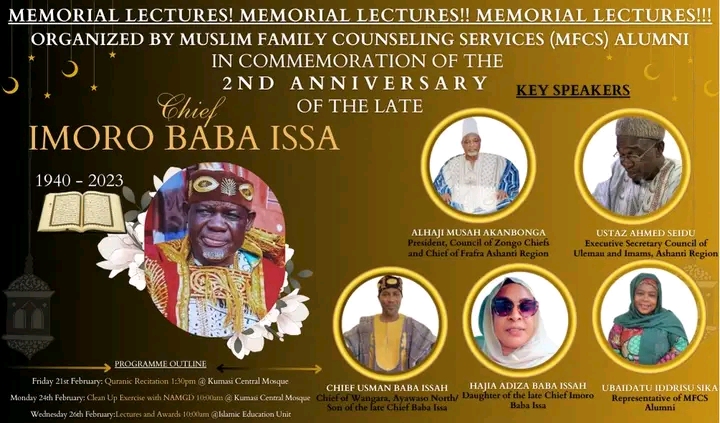 MEMORIAL LECTURES! MEMORIAL LECTURES!! MEMORIAL LECTURES!!!
ORGANIZED BY MUSLIM FAMILY COUNSELING SERVICES (MFCS) ALUMNI
IN COMMEMORATION OF THE
2ND ANNIVERSARY
OF THE LATE
Chief
IMORO BABA ISSA
1940 - 2023
KEY SPEAKERS
ALHAJI MUSAH AKANBONGA
President, Council of Zongo Chiefs
and Chief of Frafra Ashanti Region
USTAZ AHMED SEIDU
Executive Secretary Council of
Ulemau and Imams, Ashanti Region
CHIEF USMAN BABA ISSAH
Chief of Wangara, Ayawaso North/
Son of the late Chief Baba Issa
HAJIA ADIZA BABA ISSAH
Daughter of the late Chief Imoro
Baba Issa
UBAIDATU IDDRISU SIKA
Representative of MFCS
Alumni
PROGRAMME OUTLINE
Friday 21st February: Quranic Recitation 1:30pm @ Kumasi Central Mosque
Monday 24th February: Clean Up Exercise with NAMGD 10:00am @ Kumasi Central Mosque
Wednesday 26th February:Lectures and Awards 10:00am @Islamic Education Unit